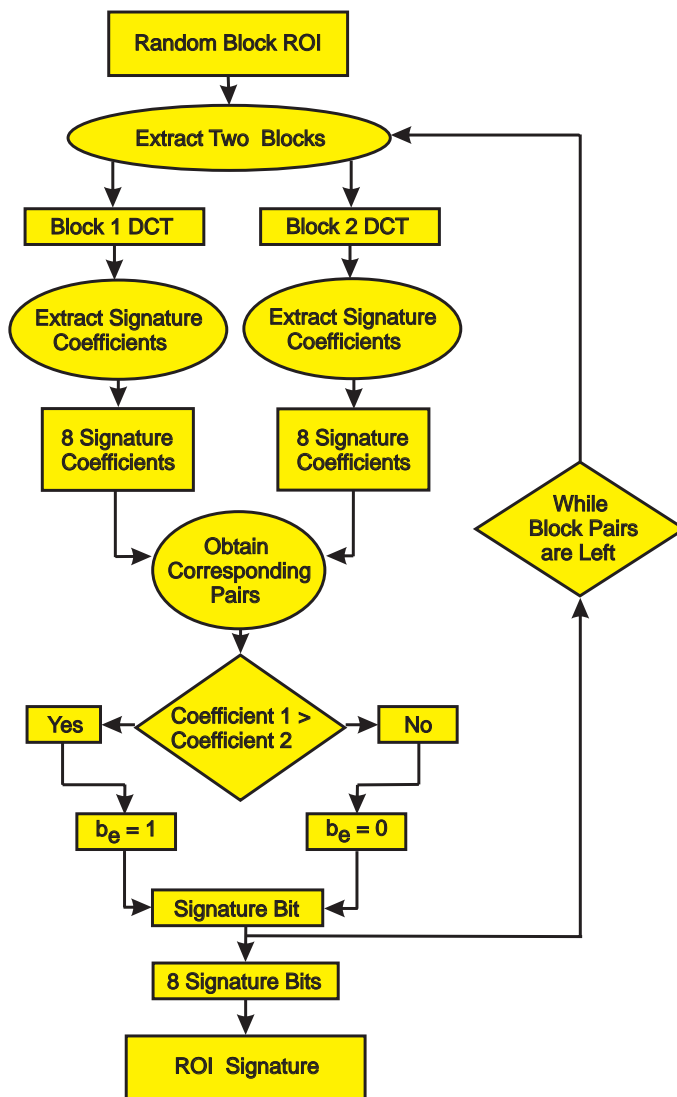 Random Block ROI
Extract Two Blocks
Block 1 DCT
Block 2 DCT
Extract Signature
Coefficients
Extract Signature
Coefficients
8 Signature
Coefficients
8 Signature
Coefficients
While
Block Pairs
are Left
Obtain
Corresponding
Pairs
Coefficient 1 >
Coefficient 2
Yes
No
be = 1
be = 0
Signature Bit
8 Signature Bits
ROI Signature